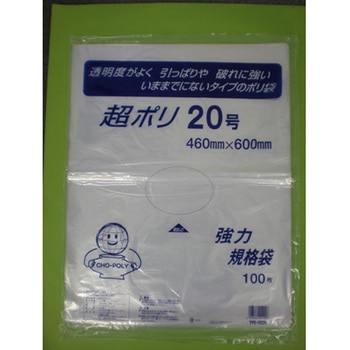 透明度がよく 引っぱりや 破れに強い
いままでにないタイプのポリ袋
超ポリ 20号
460mm×600mm
CHO-POLY
強力
規格袋
100枚